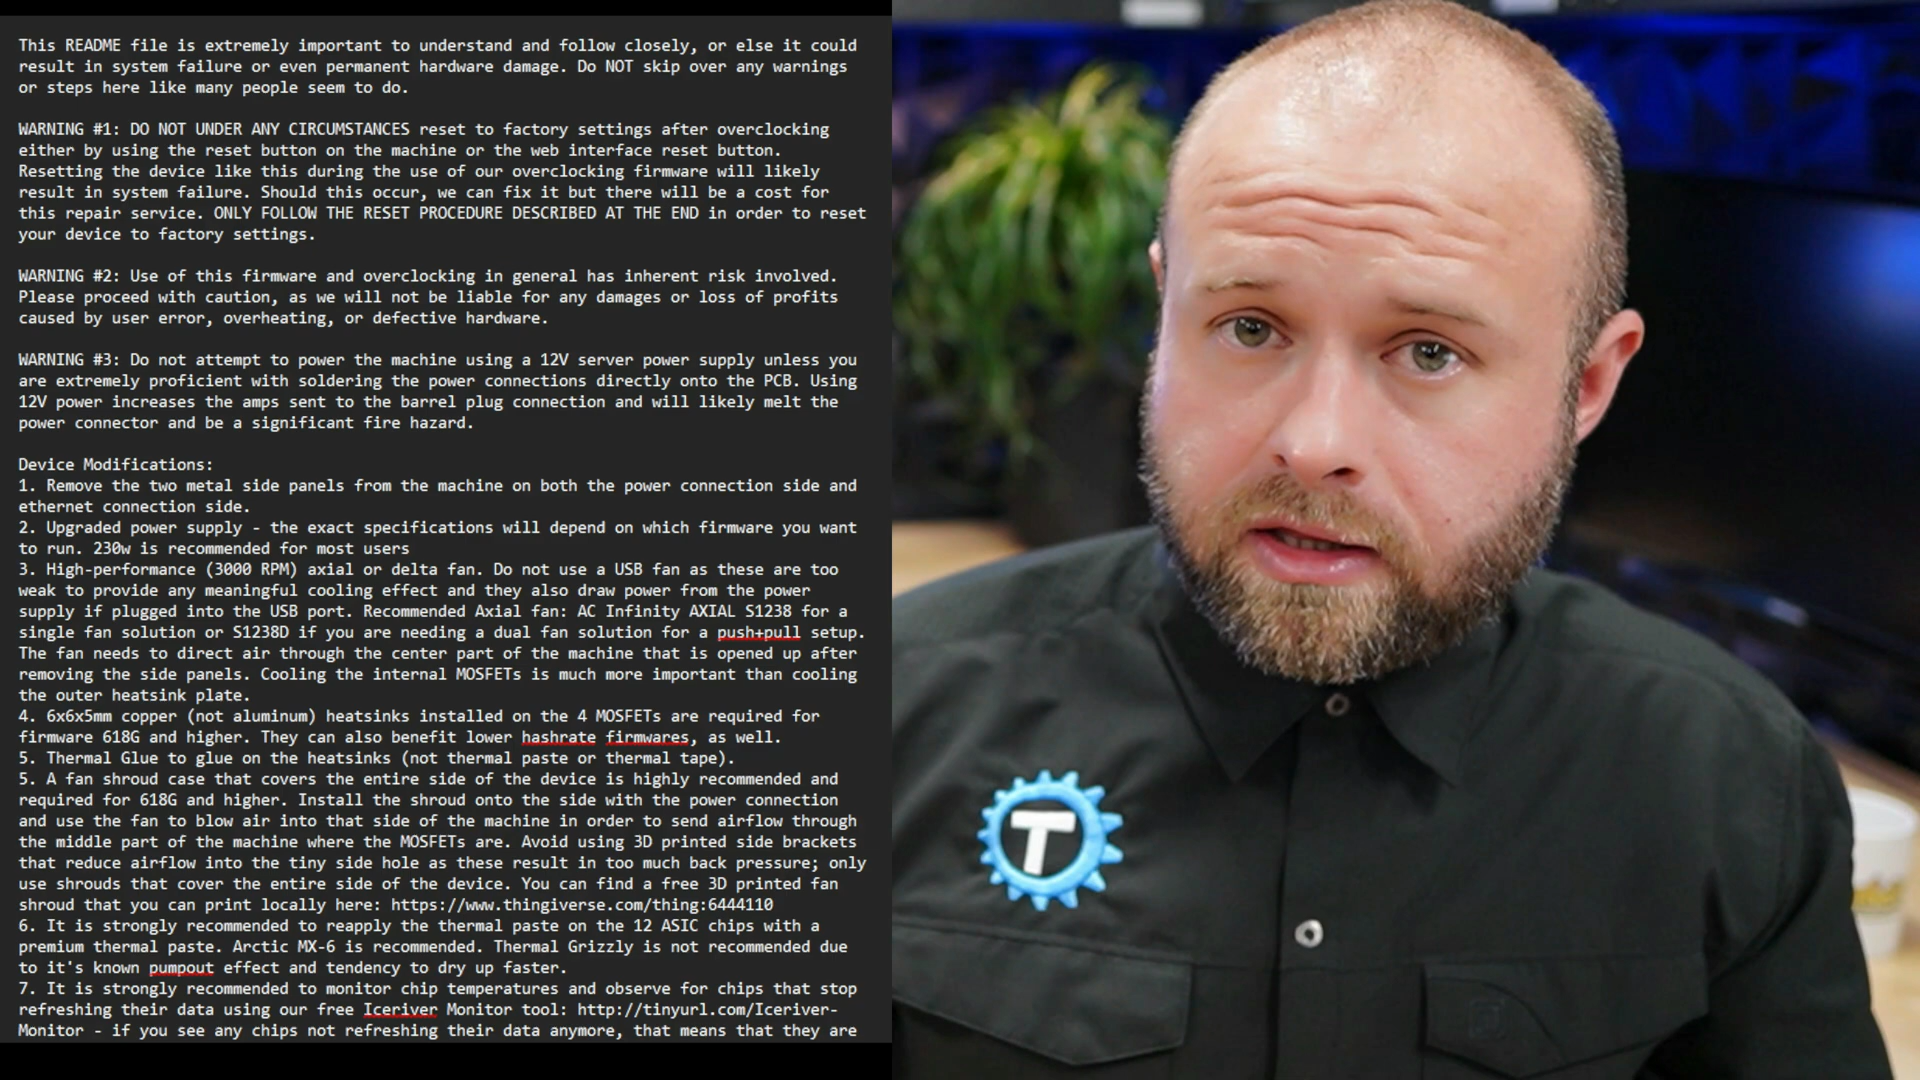 This README file is extremely important to understand and follow closely, or else it could
result in system failure or even permanent hardware damage. Do NOT skip over any warnings
or steps here like many people seem to do.
WARNING #1: DO NOT UNDER ANY CIRCUMSTANCES reset to factory settings after overclocking
either by using the reset button on the machine or the web interface reset button.
Resetting the device like this during the use of our overclocking firmware will likely
result in system failure. Should this occur, we can fix it but there will be a cost for
this repair service. ONLY FOLLOW THE RESET PROCEDURE DESCRIBED AT THE END in order to reset
your device to factory settings.
WARNING #2: Use of this firmware and overclocking in general has inherent risk involved.
Please proceed with caution, as we will not be liable for any damages or loss of profits
caused by user error, overheating, or defective hardware.
WARNING #3: Do not attempt to power the machine using a 12V server power supply unless you
are extremely proficient with soldering the power connections directly onto the PCB. Using
12V power increases the amps sent to the barrel plug connection and will likely melt the
power connector and be a significant fire hazard.
Device Modifications:
1. Remove the two metal side panels from the machine on both the power connection side and
ethernet connection side.
2. Upgraded power supply - the exact specifications will depend on which firmware you want
to run. 230w is recommended for most users
3. High-performance (3000 RPM) axial or delta fan. Do not use a USB fan as these are too
weak to provide any meaningful cooling effect and they also draw power from the power
supply if plugged into the USB port. Recommended Axial fan: AC Infinity AXIAL S1238 for a
single fan solution or S1238D if you are needing a dual fan solution for a push+pull setup.
The fan needs to direct air through the center part of the machine that is opened up after
removing the side panels. Cooling the internal MOSFETs is much more important than cooling
the outer heatsink plate.
4. 6x6x5mm copper (not aluminum) heatsinks installed on the 4 MOSFETs are required for
firmware 618G and higher. They can also benefit lower hashrate firmwares, as well.
5. Thermal Glue to glue on the heatsinks (not thermal paste or thermal tape).
5. A fan shroud case that covers the entire side of the device is highly recommended and
required for 618G and higher. Install the shroud onto the side with the power connection
and use the fan to blow air into that side of the machine in order to send airflow through
the middle part of the machine where the MOSFETs are. Avoid using 3D printed side brackets
that reduce airflow into the tiny side hole as these result in too much back pressure; only
use shrouds that cover the entire side of the device. You can find a free 3D printed fan
shroud that you can print locally here: https://www.thingiverse.com/thing:6444110
6. It is strongly recommended to reapply the thermal paste on the 12 ASIC chips with a
premium thermal paste. Arctic MX-6 is recommended. Thermal Grizzly is not recommended due
to it's known pumpout effect and tendency to dry up faster.
7. It is strongly recommended to monitor chip temperatures and observe for chips that stop
refreshing their data using our free Iceriver Monitor tool: http://tinyurl.com/Iceriver-
Monitor - if you see any chips not refreshing their data anymore, that means that they are
T